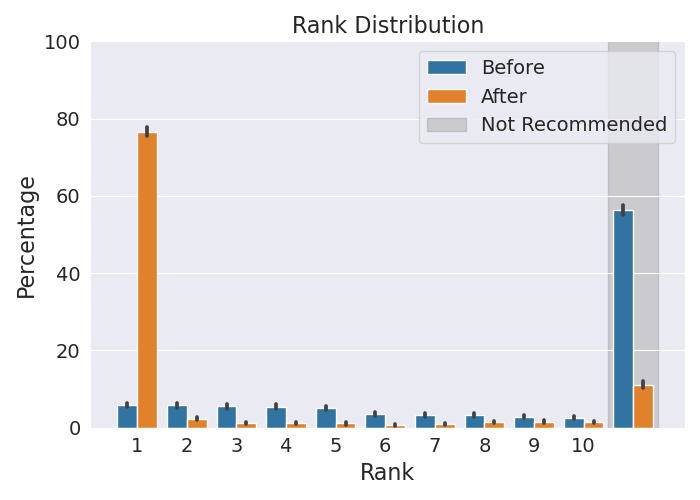 Rank Distribution
100
80
60
40
20
0
Percentage
Before
After
Not Recommended
1 2 3 4 5 6 7 8 9 10
Rank